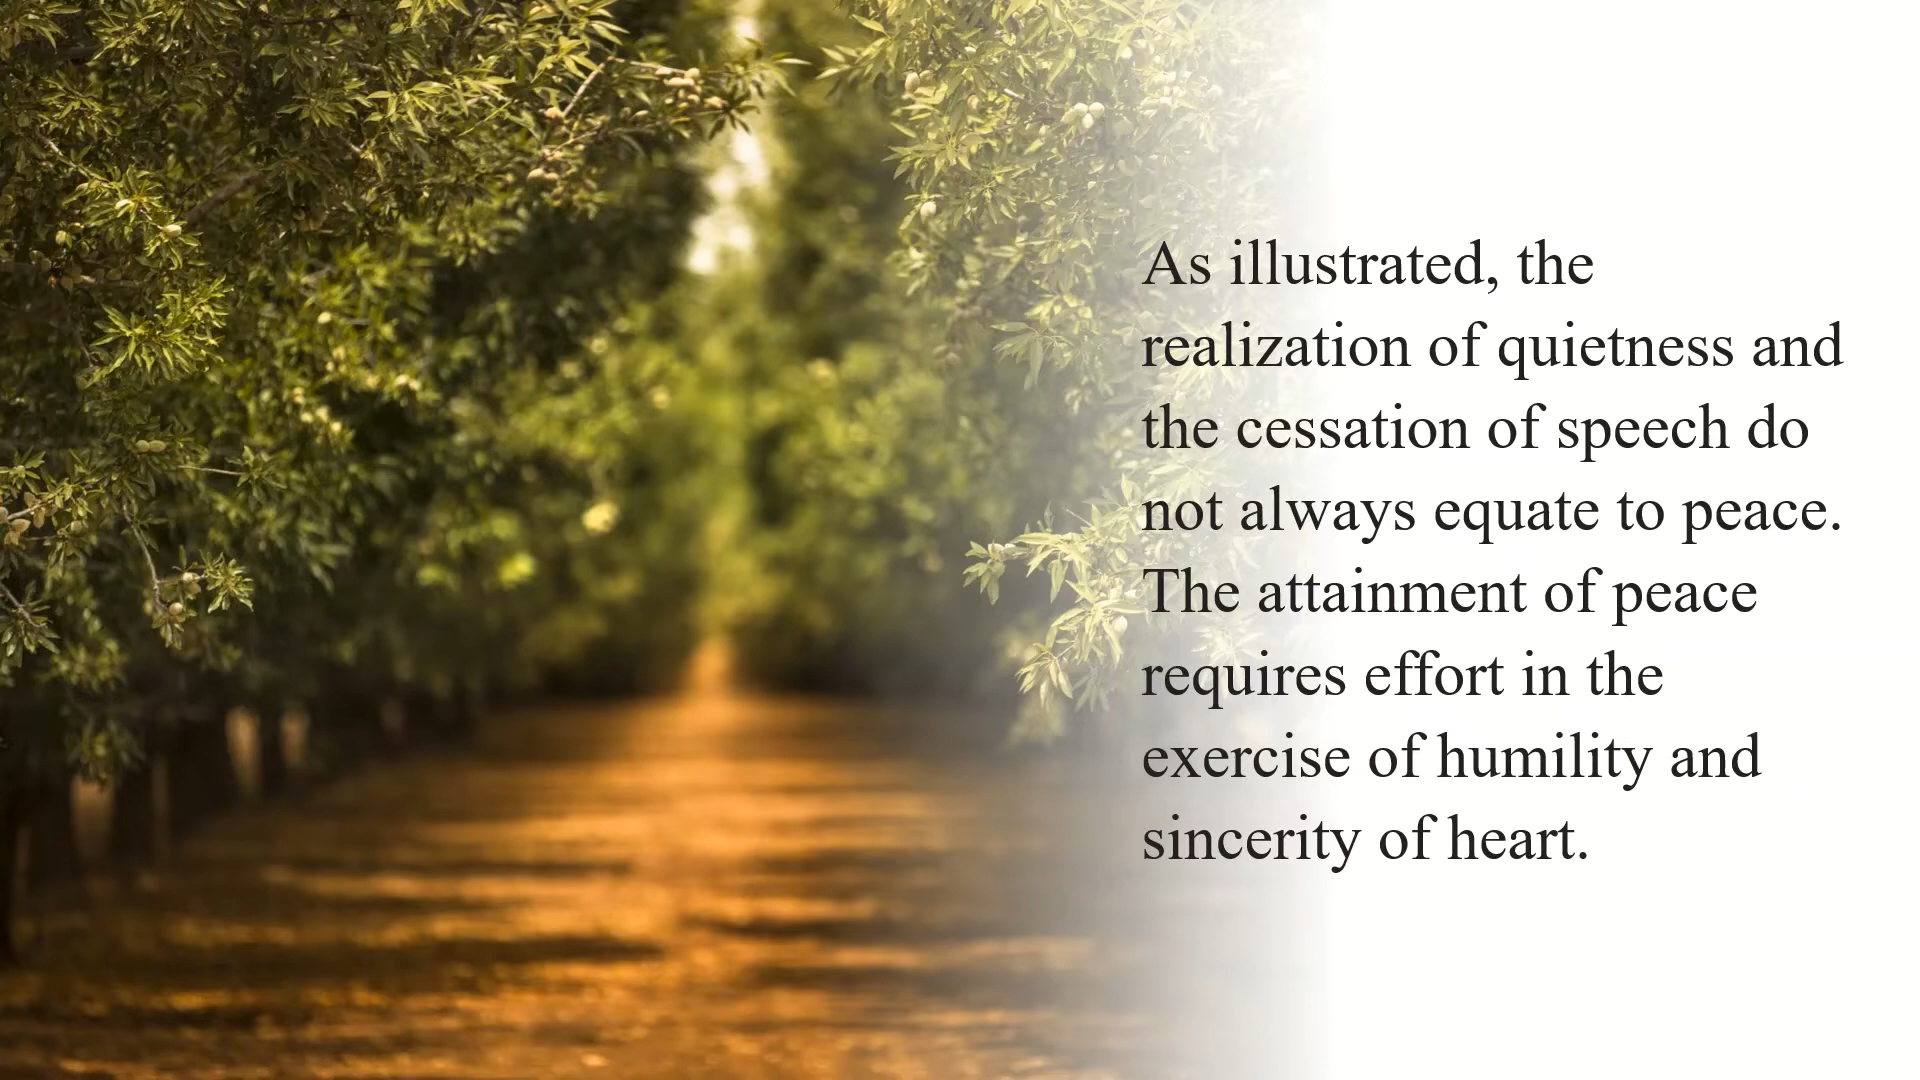 As illustrated, the
realization of quietness and
the cessation of speech do
not always equate to peace.
The attainment of peace
requires effort in the
exercise of humility and
sincerity of heart.